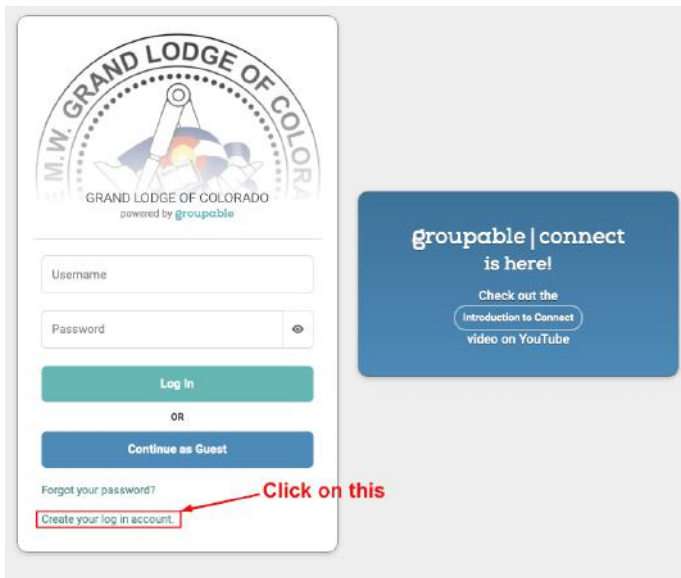 M.W. GRAND LODGE OF COLORA
GRAND LODGE OF COLORADO
powered by groupable
Username
Password
Log In
OR
Continue as Guest
Forgot your password?
Create your log in account.
Click on this
groupable|connect
is here!
Check out the
Introduction to Connect
video on YouTube